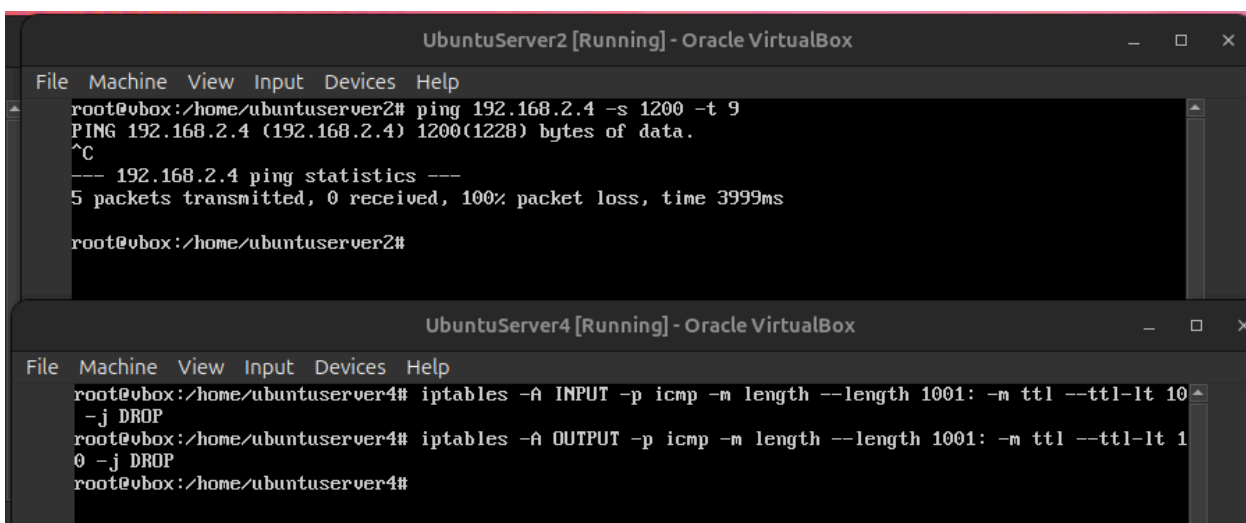 UbuntuServer2 [Running] - Oracle VirtualBox
File Machine View Input Devices Help
root@vbox:/home/ubuntuserver2# ping 192.168.2.4 -s 1200 -t 9
PING 192.168.2.4 (192.168.2.4) 1200(1228) bytes of data.
^C
--- 192.168.2.4 ping statistics ---
5 packets transmitted, 0 received, 100% packet loss, time 3999ms
root@vbox:/home/ubuntuserver2#
UbuntuServer4 [Running] - Oracle VirtualBox
File Machine View Input Devices Help
root@vbox:/home/ubuntuserver4# iptables -A INPUT -p icmp -m length --length 1001: -m ttl --ttl-lt 10
-j DROP
root@vbox:/home/ubuntuserver4# iptables -A OUTPUT -p icmp -m length --length 1001: -m ttl --ttl-lt 1
0 -j DROP
root@vbox:/home/ubuntuserver4#